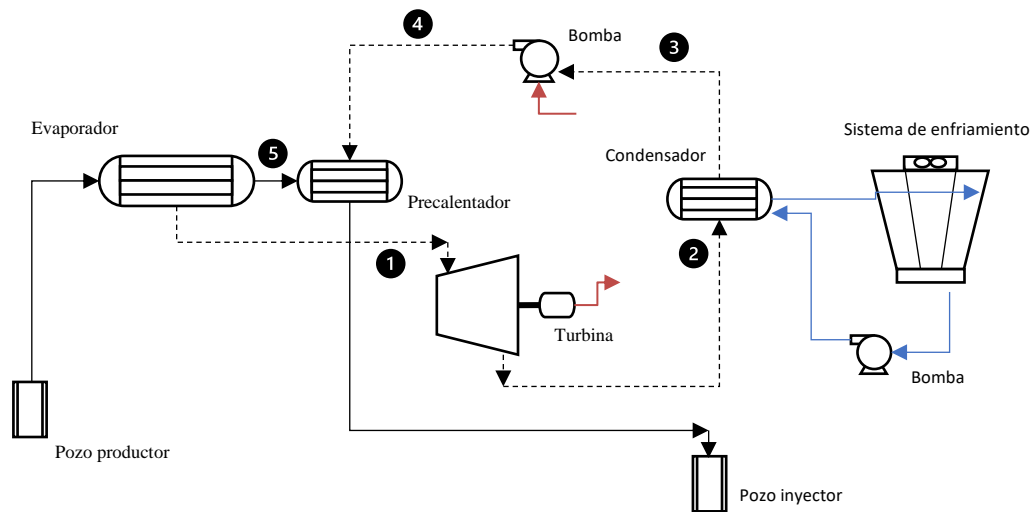 4
Bomba
3
Evaporador
5
Precalentador
Condensador
Sistema de enfriamiento
1
2
Turbina
Bomba
Pozo productor
Pozo inyector